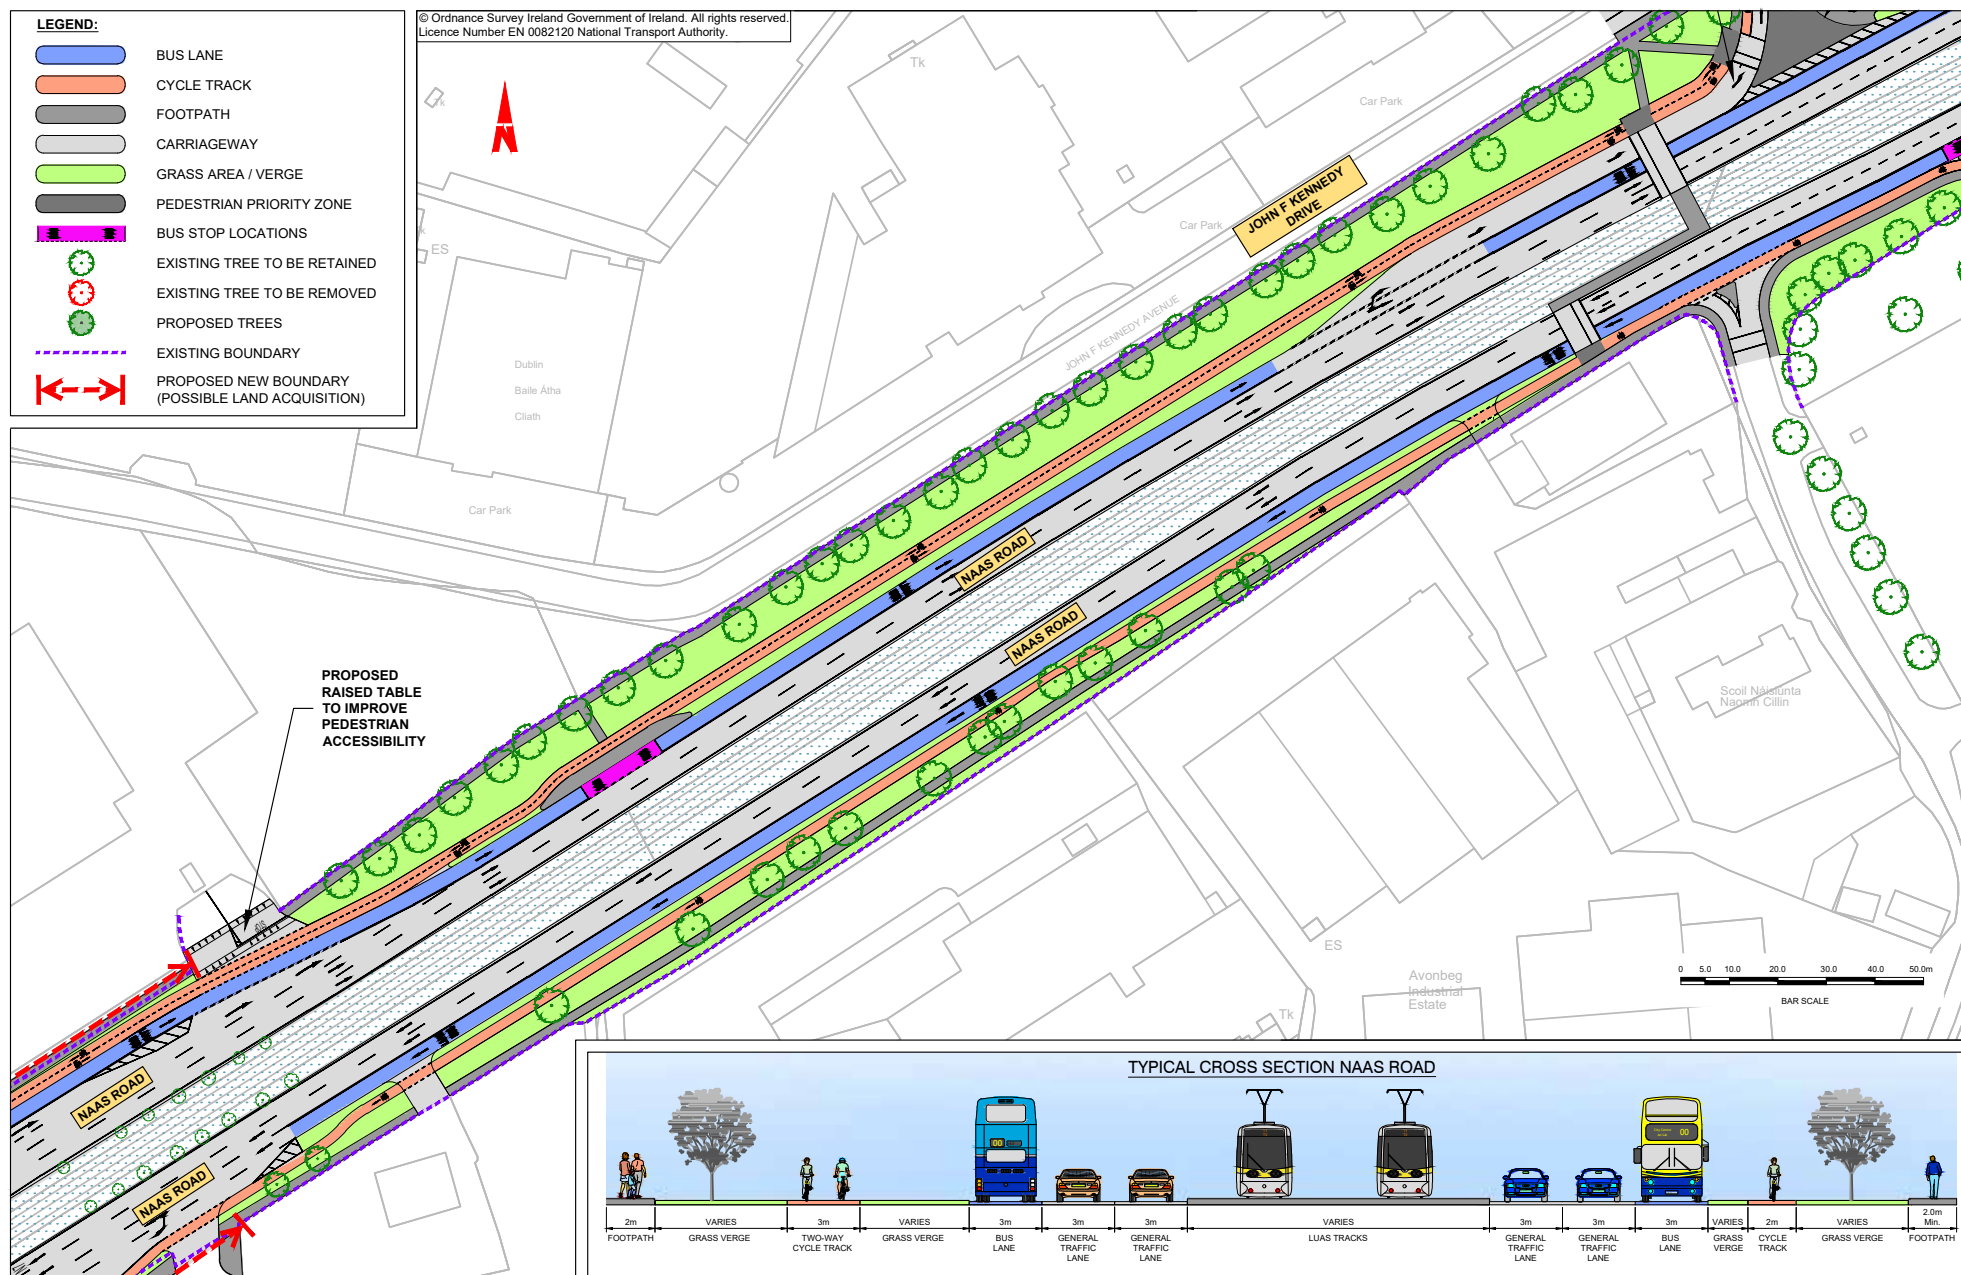 LEGEND:
BUS LANE
CYCLE TRACK
FOOTPATH
CARRIAGEWAY
GRASS AREA / VERGE
PEDESTRIAN PRIORITY ZONE
BUS STOP LOCATIONS
EXISTING TREE TO BE RETAINED
EXISTING TREE TO BE REMOVED
PROPOSED TREES
EXISTING BOUNDARY
PROPOSED NEW BOUNDARY
(POSSIBLE LAND ACQUISITION)
© Ordnance Survey Ireland Government of Ireland. All rights reserved.
Licence Number EN 0082120 National Transport Authority.
N
Tk
Tk
ES
Car Park
Car Park
JOHN F KENNEDY
DRIVE
JOHN F KENNEDY AVENUE
Dublin
Baile Átha
Cliath
Car Park
NAAS ROAD
NAAS ROAD
PROPOSED
RAISED TABLE
TO IMPROVE
PEDESTRIAN
ACCESSIBILITY
Scoil Náisiunta
Naomh Cillin
ES
Avonbeg
Industrial
Estate
Tk
0 5.0 10.0 20.0 30.0 40.0 50.0m
BAR SCALE
NAAS ROAD
NAAS ROAD
TYPICAL CROSS SECTION NAAS ROAD
00
00
2m VARIES 3m VARIES 3m 3m 3m VARIES 3m 3m 3m VARIES 2m VARIES 2.0m Min.
FOOTPATH GRASS VERGE TWO-WAY CYCLE TRACK GRASS VERGE BUS LANE GENERAL TRAFFIC LANE GENERAL TRAFFIC LANE LUAS TRACKS GENERAL TRAFFIC LANE GENERAL TRAFFIC LANE BUS LANE GRASS VERGE CYCLE TRACK GRASS VERGE FOOTPATH